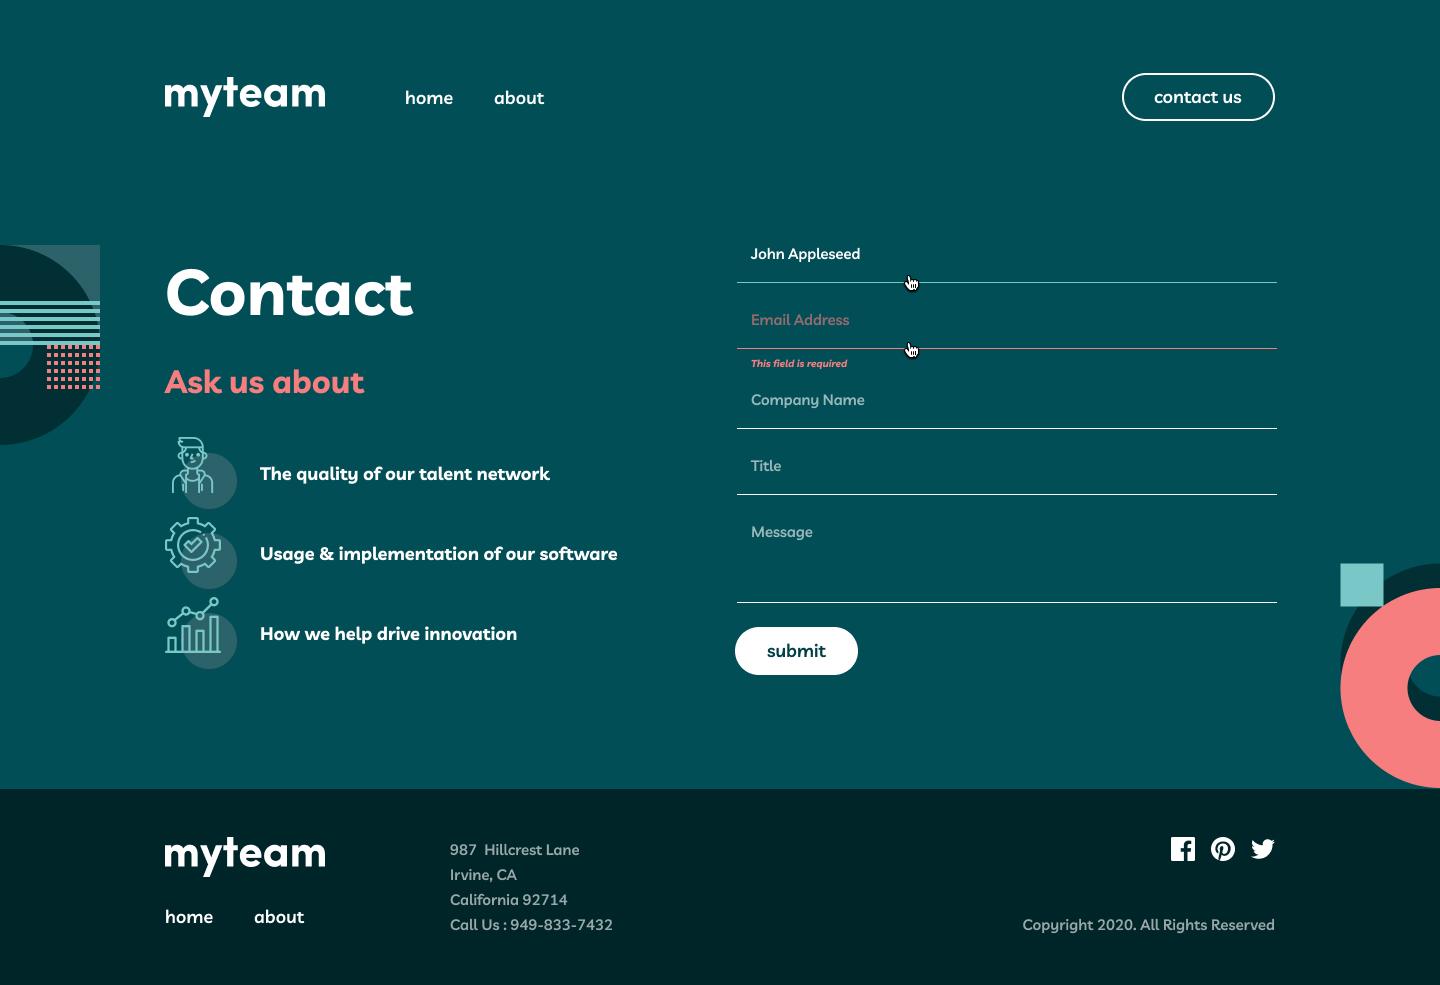 myteam
home
about
contact us
Contact
Ask us about
The quality of our talent network
Usage & implementation of our software
How we help drive innovation
John Appleseed
Email Address
This field is required
Company Name
Title
Message
submit
myteam
home
about
987  Hillcrest Lane
Irvine, CA
California 92714
Call Us : 949-833-7432
Copyright 2020. All Rights Reserved